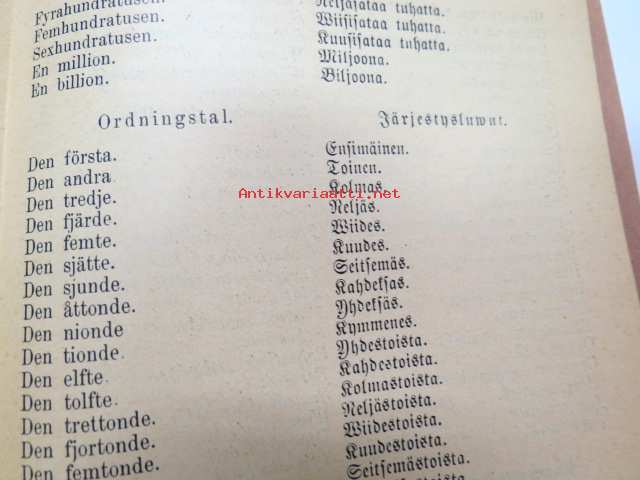 Fyrahundratusen. Neljäsataa tuhatta.
Femhundratusen. Wiisisataa tuhatta.
Sexhundratusen. Kuusisataa tuhatta.
En million. Miljoona.
En billion. Biljoona.
Ordningstal. Järjestysluwut.
Den första. Ensimäinen.
Den andra Toinen.
Den tredje. Kolmas.
Den fjärde. Neljäs.
Den femte. Wiides.
Den sjätte. Kuudes.
Den sjunde. Seitsemäs.
Den åttonde. Kahdeksas.
Den nionde Yhdeksäs.
Den tionde. Kymmenes.
Den elfte. Yhdestoista.
Den tolfte. Kahdestoista.
Den trettonde. Kolmastoista.
Den fjortonde. Neljästoista.
Den femtonde. Wiidestoista.
Kuudestoista.
Seitsemästoista.
Antikvariaatti.net